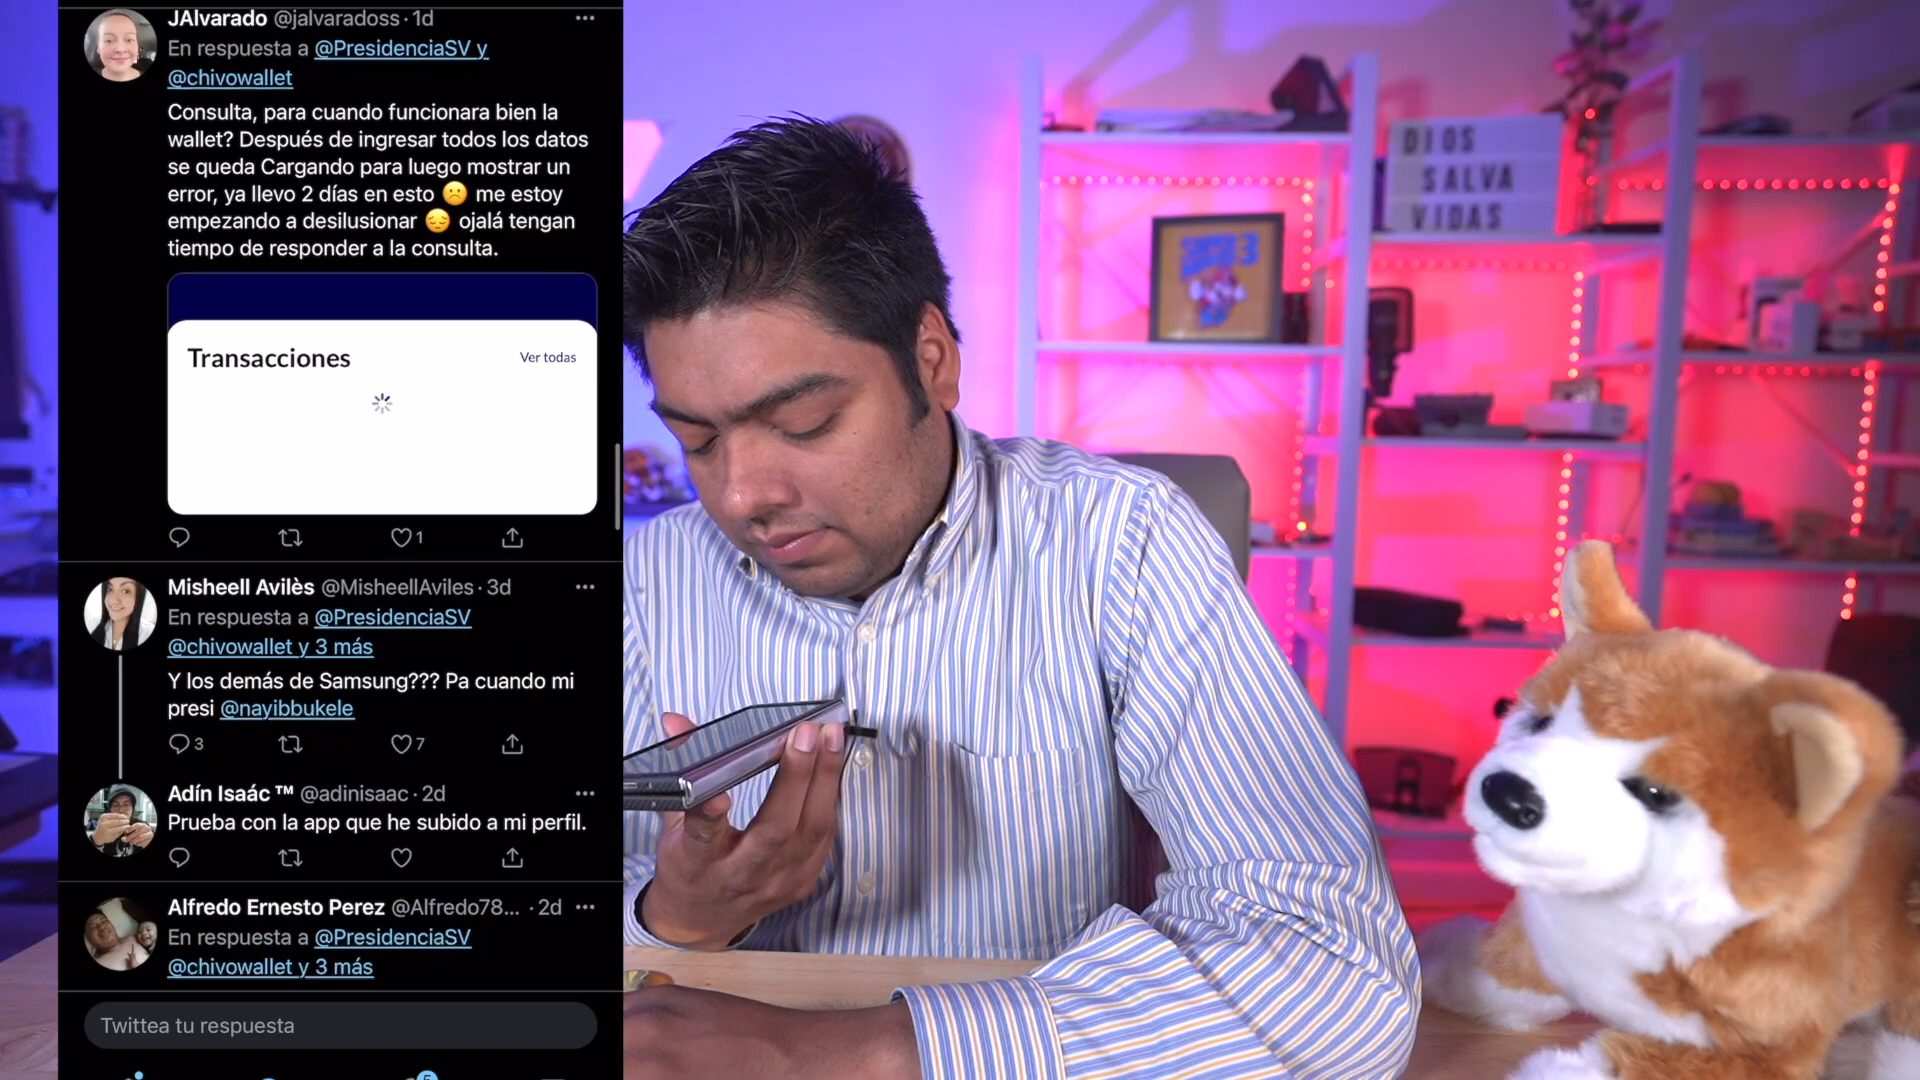 JAlvarado @jalvaradoss · 1d
En respuesta a @PresidenciaSV y
@chivowallet
Consulta, para cuando funcionara bien la
wallet? Después de ingresar todos los datos
se queda Cargando para luego mostrar un
error, ya llevo 2 días en esto ☹️ me estoy
empezando a desilusionar 😔 ojalá tengan
tiempo de responder a la consulta.
Transacciones
Ver todas
1
Misheell Avilès @MisheellAviles · 3d
En respuesta a @PresidenciaSV
@chivowallet y 3 más
Y los demás de Samsung??? Pa cuando mi
presi @nayibbukele
3
7
Adín Isaác ™ @adinisaac · 2d
Prueba con la app que he subido a mi perfil.
Alfredo Ernesto Perez @Alfredo78... · 2d
En respuesta a @PresidenciaSV
@chivowallet y 3 más
Twittea tu respuesta
DIOS
SALVA
VIDAS